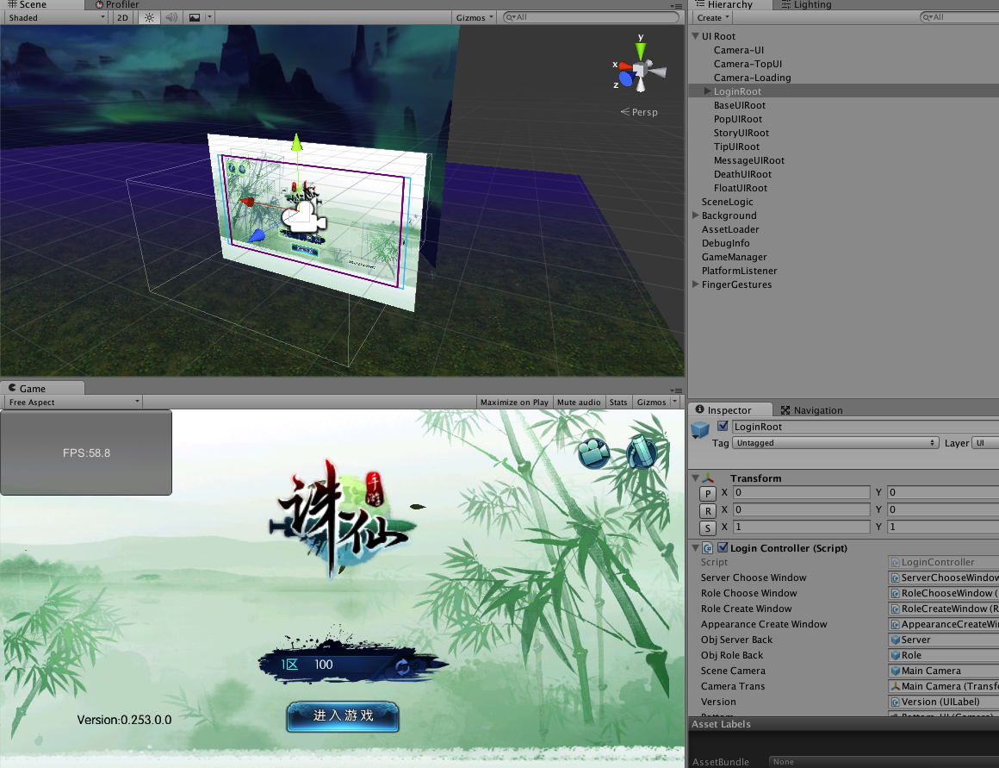 Scene
Profiler
Shaded
2D
Gizmos
All
y
x
z
Persp
Hierarchy
Lighting
Create
All
UI Root
Camera-UI
Camera-TopUI
Camera-Loading
LoginRoot
BaseUIRoot
PopUIRoot
StoryUIRoot
TipUIRoot
MessageUIRoot
DeathUIRoot
FloatUIRoot
SceneLogic
Background
AssetLoader
DebugInfo
GameManager
PlatformListener
FingerGestures
Game
Free Aspect
Maximize on Play
Mute audio
Stats
Gizmos
FPS:58.8
手游
诛仙
1区 100
进入游戏
Version:0.253.0.0
Inspector
Navigation
LoginRoot
Tag Untagged
Layer UI
Transform
P X 0 Y 0
R X 0 Y 0
S X 1 Y 1
Login Controller (Script)
Script LoginController
Server Choose Window ServerChooseWindow
Role Choose Window RoleChooseWindow (
Role Create Window RoleCreateWindow (R
Appearance Create Window AppearanceCreateWi
Obj Server Back Server
Obj Role Back Role
Scene Camera Main Camera
Camera Trans Main Camera (Transf
Version Version (UILabel)
Asset Labels
AssetBundle None